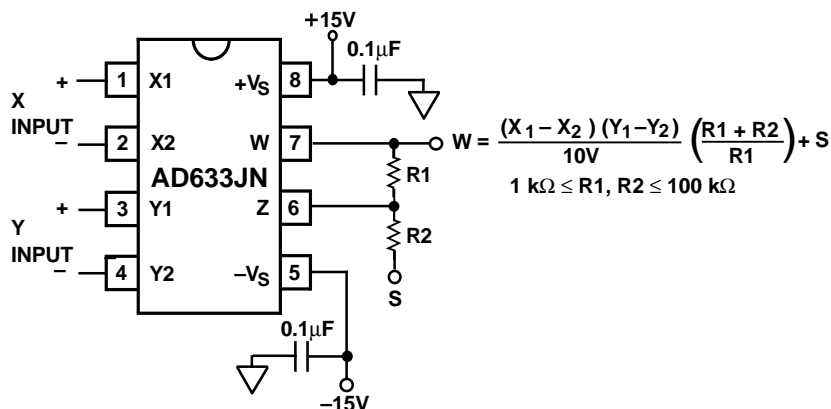 +15V
0.1μF
+ 1 X1 +VS 8
X
INPUT
– 2 X2 W 7
W = (X1 – X2) (Y1 – Y2) / 10V (R1 + R2 / R1) + S
1 kΩ ≤ R1, R2 ≤ 100 kΩ
R1
AD633JN
+ 3 Y1 Z 6
Y
INPUT
R2
– 4 Y2 –VS 5
S
0.1μF
–15V